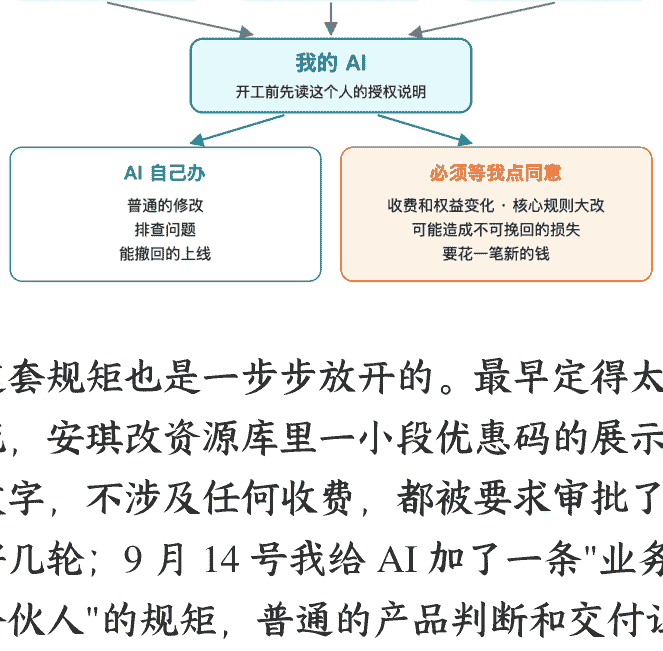 我的 AI
开工前先读这个人的授权说明
AI 自己办
普通的修改
排查问题
能撤回的上线
必须等我点同意
收费和权益变化 · 核心规则大改
可能造成不可挽回的损失
要花一笔新的钱
套规矩也是一步步放开的。最早定得太
，安琪改资源库里一小段优惠码的展示
文字，不涉及任何收费，都被要求审批了
好几轮；9 月 14 号我给 AI 加了一条"业务
伙人"的规矩，普通的产品判断和交付